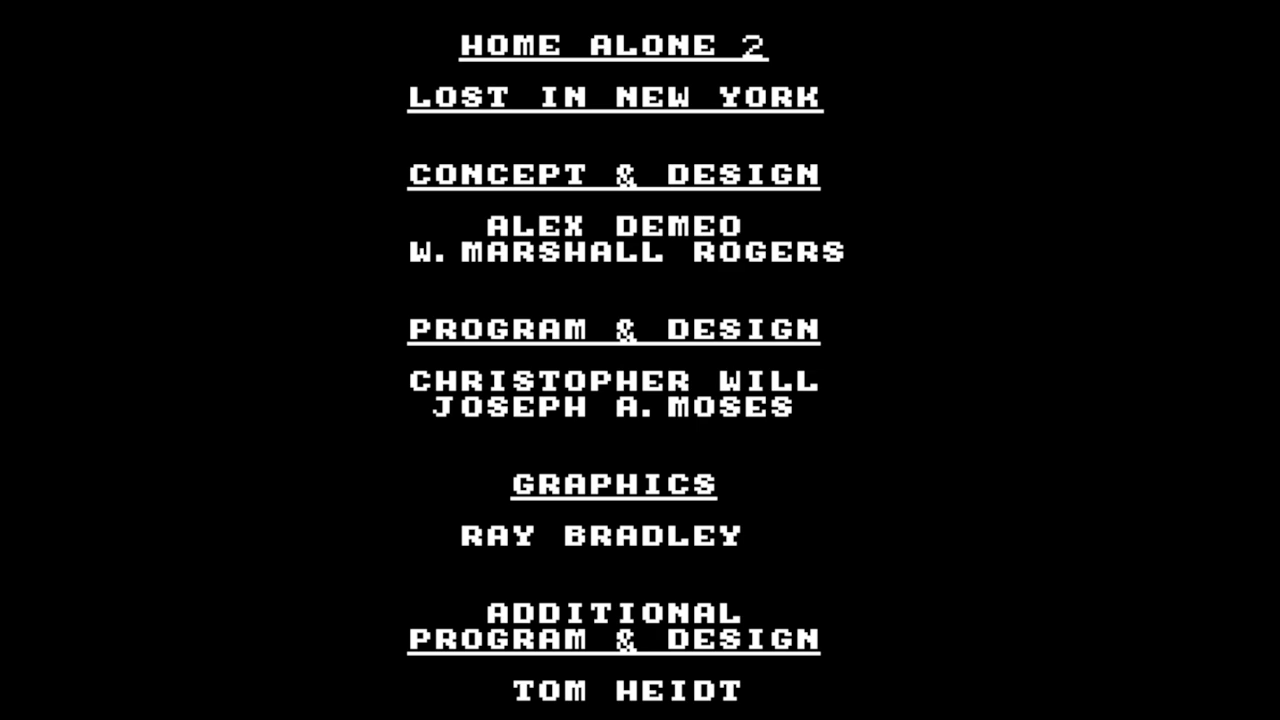 HOME ALONE 2
LOST IN NEW YORK
CONCEPT & DESIGN
ALEX DEMEO
W. MARSHALL ROGERS
PROGRAM & DESIGN
CHRISTOPHER WILL
JOSEPH A. MOSES
GRAPHICS
RAY BRADLEY
ADDITIONAL
PROGRAM & DESIGN
TOM HEIDT